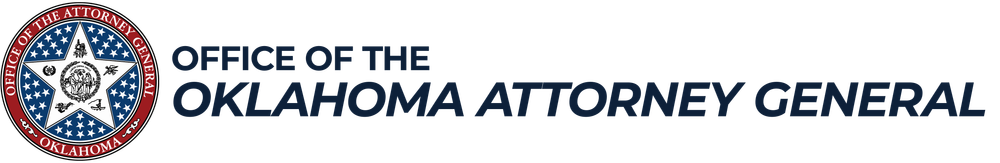 OFFICE OF THE ATTORNEY GENERAL
OKLAHOMA
OFFICE OF THE
OKLAHOMA ATTORNEY GENERAL